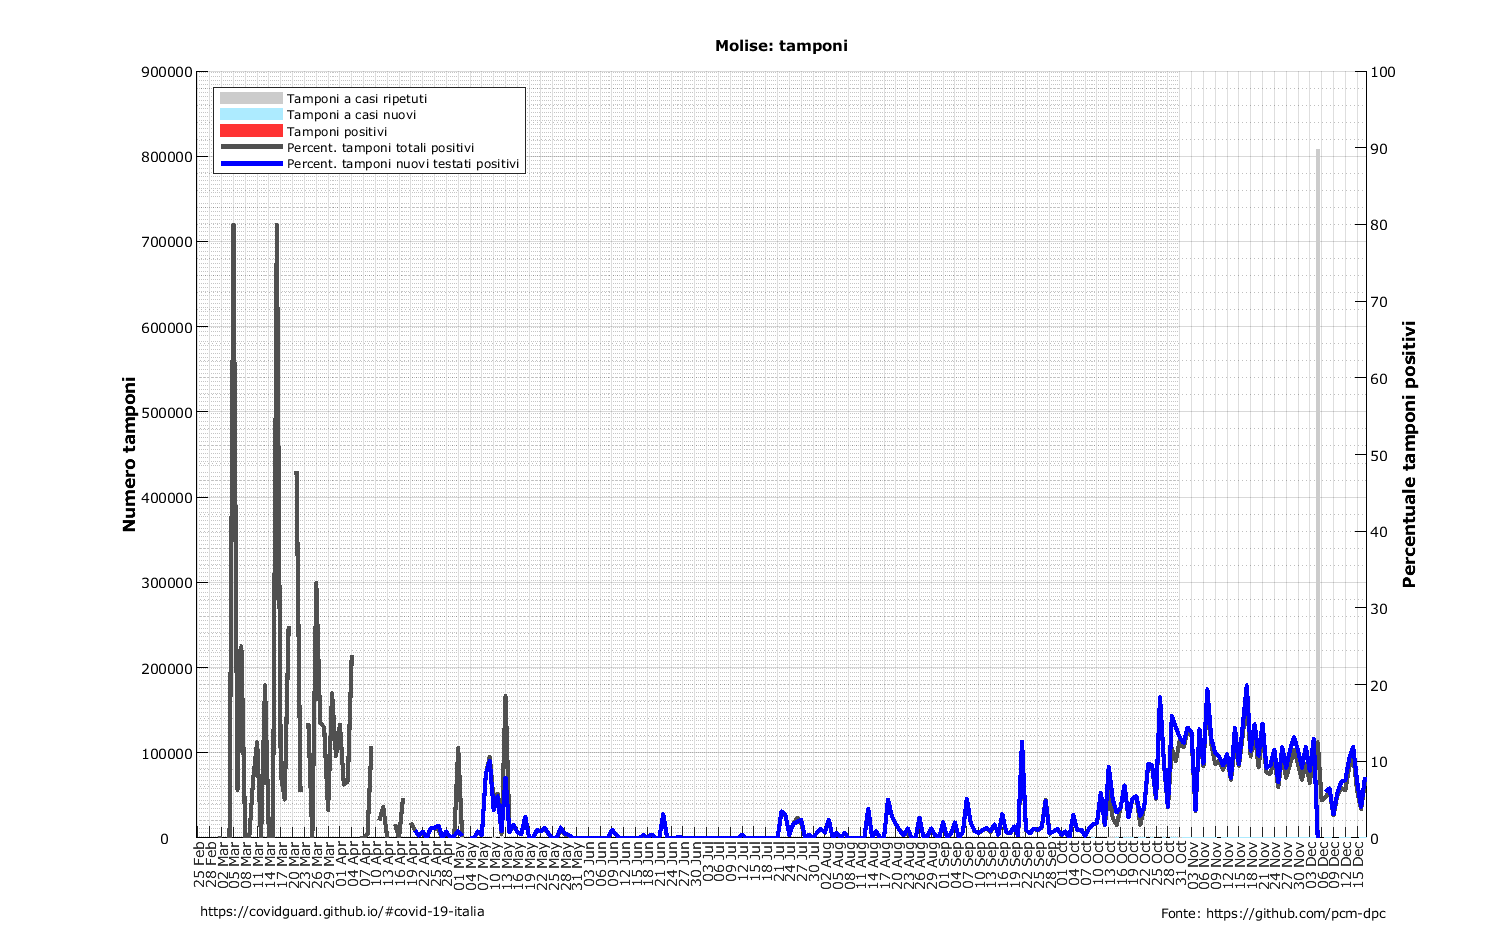 Molise: tamponi
900000
800000
700000
600000
500000
400000
300000
200000
100000
0
Numero tamponi
Tamponi a casi ripetuti
Tamponi a casi nuovi
Tamponi positivi
Percent. tamponi totali positivi
Percent. tamponi nuovi testati positivi
100
90
80
70
60
50
40
30
20
10
0
Percentuale tamponi positivi
25 Feb
28 Feb
02 Mar
05 Mar
08 Mar
11 Mar
14 Mar
17 Mar
20 Mar
23 Mar
26 Mar
29 Mar
01 Apr
04 Apr
07 Apr
10 Apr
13 Apr
16 Apr
19 Apr
22 Apr
25 Apr
28 Apr
01 May
04 May
07 May
10 May
13 May
16 May
19 May
22 May
25 May
28 May
31 May
03 Jun
06 Jun
09 Jun
12 Jun
15 Jun
18 Jun
21 Jun
24 Jun
27 Jun
30 Jun
03 Jul
06 Jul
09 Jul
12 Jul
15 Jul
18 Jul
21 Jul
24 Jul
27 Jul
30 Jul
02 Aug
05 Aug
08 Aug
11 Aug
14 Aug
17 Aug
20 Aug
23 Aug
26 Aug
29 Aug
01 Sep
04 Sep
07 Sep
10 Sep
13 Sep
16 Sep
19 Sep
22 Sep
25 Sep
28 Sep
01 Oct
04 Oct
07 Oct
10 Oct
13 Oct
16 Oct
19 Oct
22 Oct
25 Oct
28 Oct
31 Oct
03 Nov
06 Nov
09 Nov
12 Nov
15 Nov
18 Nov
21 Nov
24 Nov
27 Nov
30 Nov
03 Dec
06 Dec
09 Dec
12 Dec
15 Dec
https://covidguard.github.io/#covid-19-italia
Fonte: https://github.com/pcm-dpc